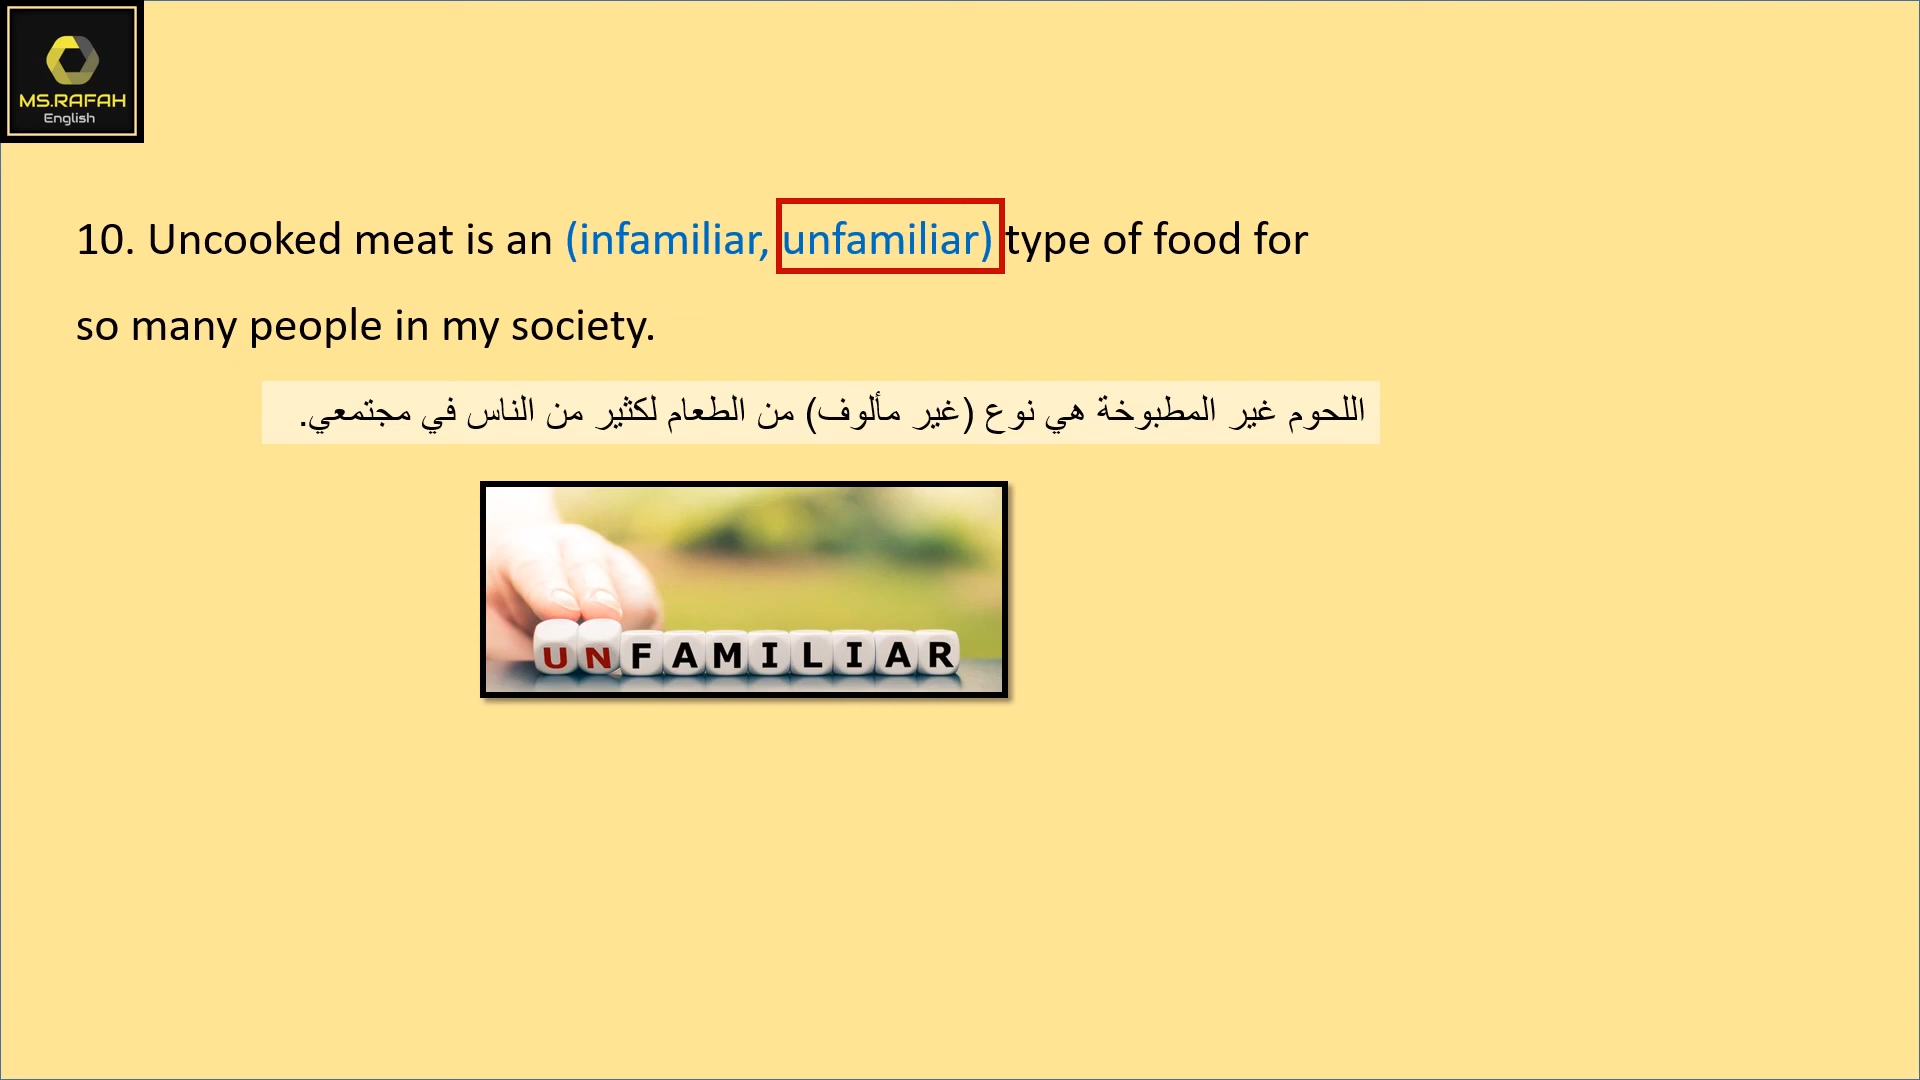 MS.RAFAH
English
10. Uncooked meat is an (infamiliar, unfamiliar) type of food for
so many people in my society.
اللحوم غير المطبوخة هي نوع (غير مألوف) من الطعام لكثير من الناس في مجتمعي.
UNFAMILIAR